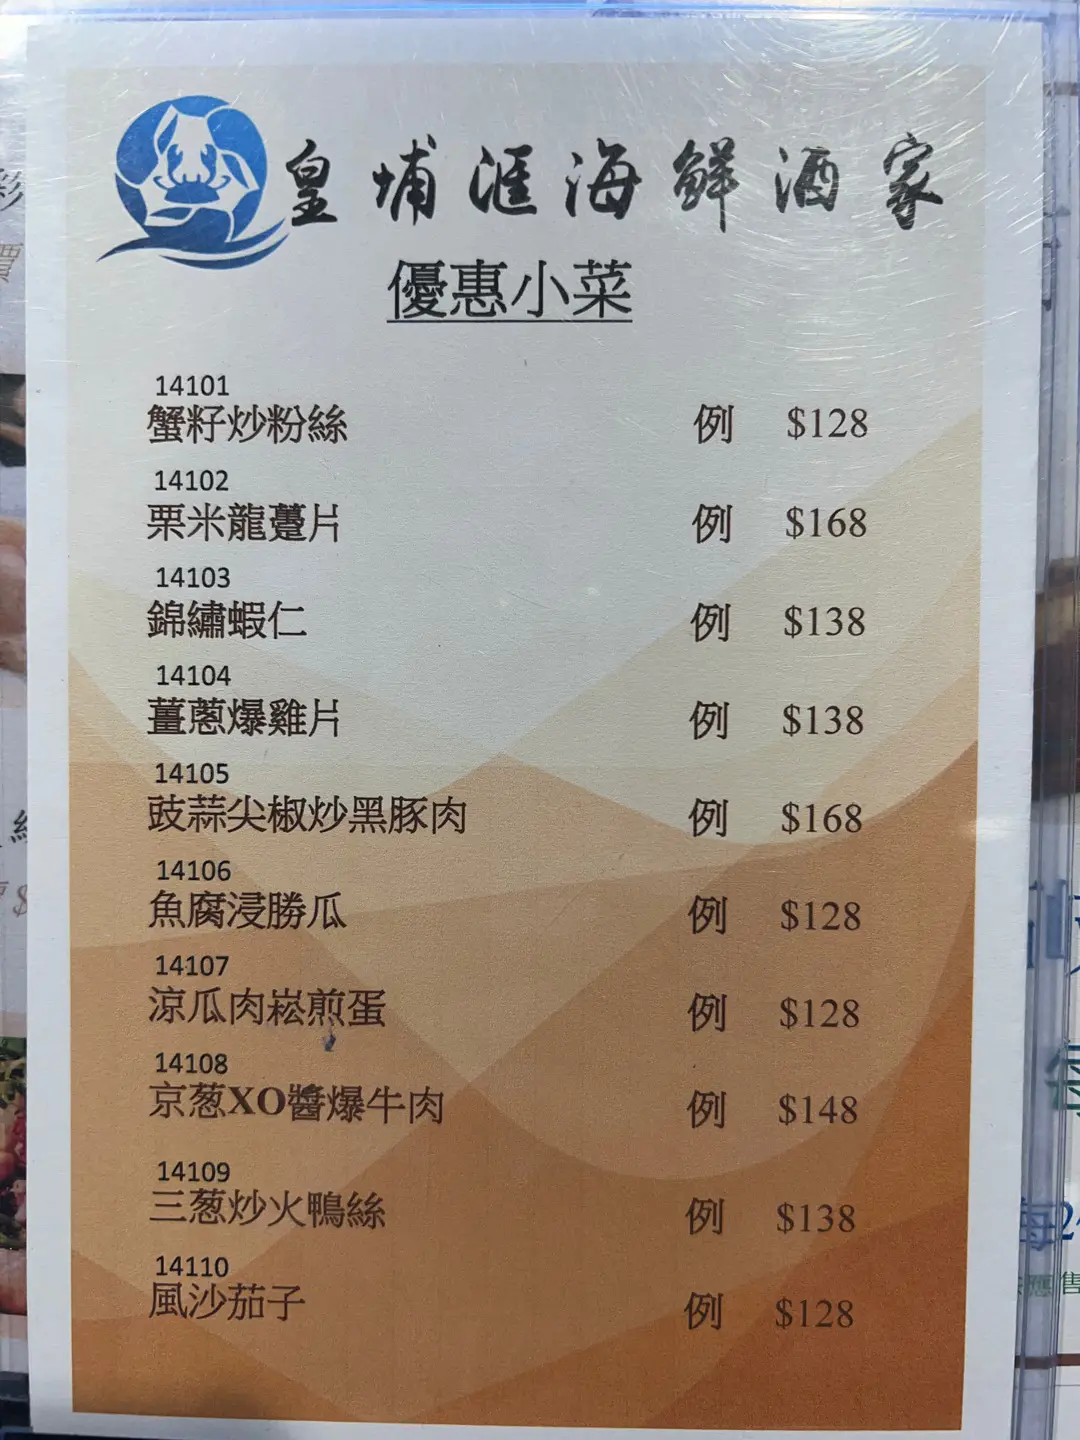 皇埔滙海鮮酒家
優惠小菜
14101
蟹籽炒粉絲 例 $128
14102
栗米龍躉片 例 $168
14103
錦繡蝦仁 例 $138
14104
薑蔥爆雞片 例 $138
14105
豉蒜尖椒炒黑豚肉 例 $168
14106
魚腐浸勝瓜 例 $128
14107
涼瓜肉崧煎蛋 例 $128
14108
京葱XO醬爆牛肉 例 $148
14109
三葱炒火鴨絲 例 $138
14110
風沙茄子 例 $128